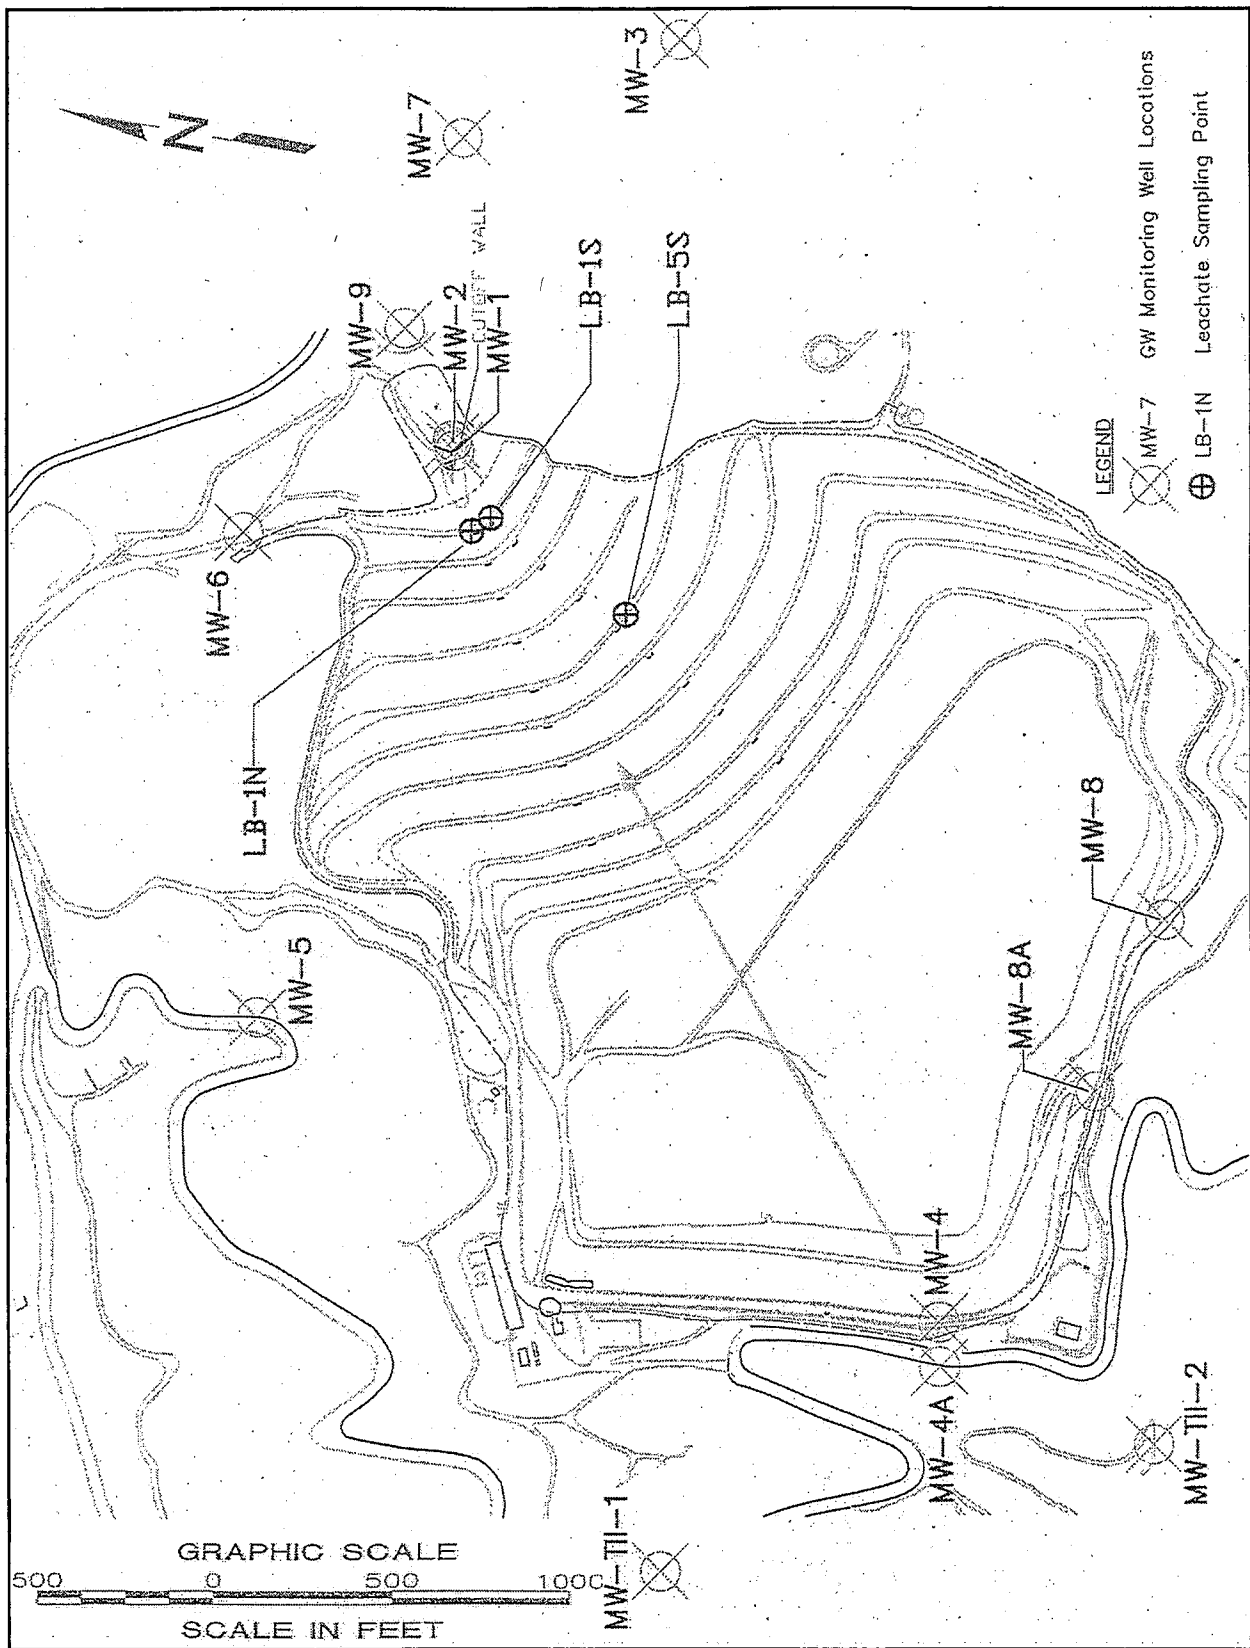 MW-3
N
MW-7
MW-9
MW-2
CUTOFF WALL
MW-1
LB-1S
LB-5S
MW-6
LB-1N
MW-5
MW-8
MW-8A
MW-4
MW-4A
MW-TII-1
MW-TII-2
LEGEND
MW-7 GW Monitoring Well Locations
LB-1N Leachate Sampling Point
GRAPHIC SCALE
500 0 500 1000
SCALE IN FEET